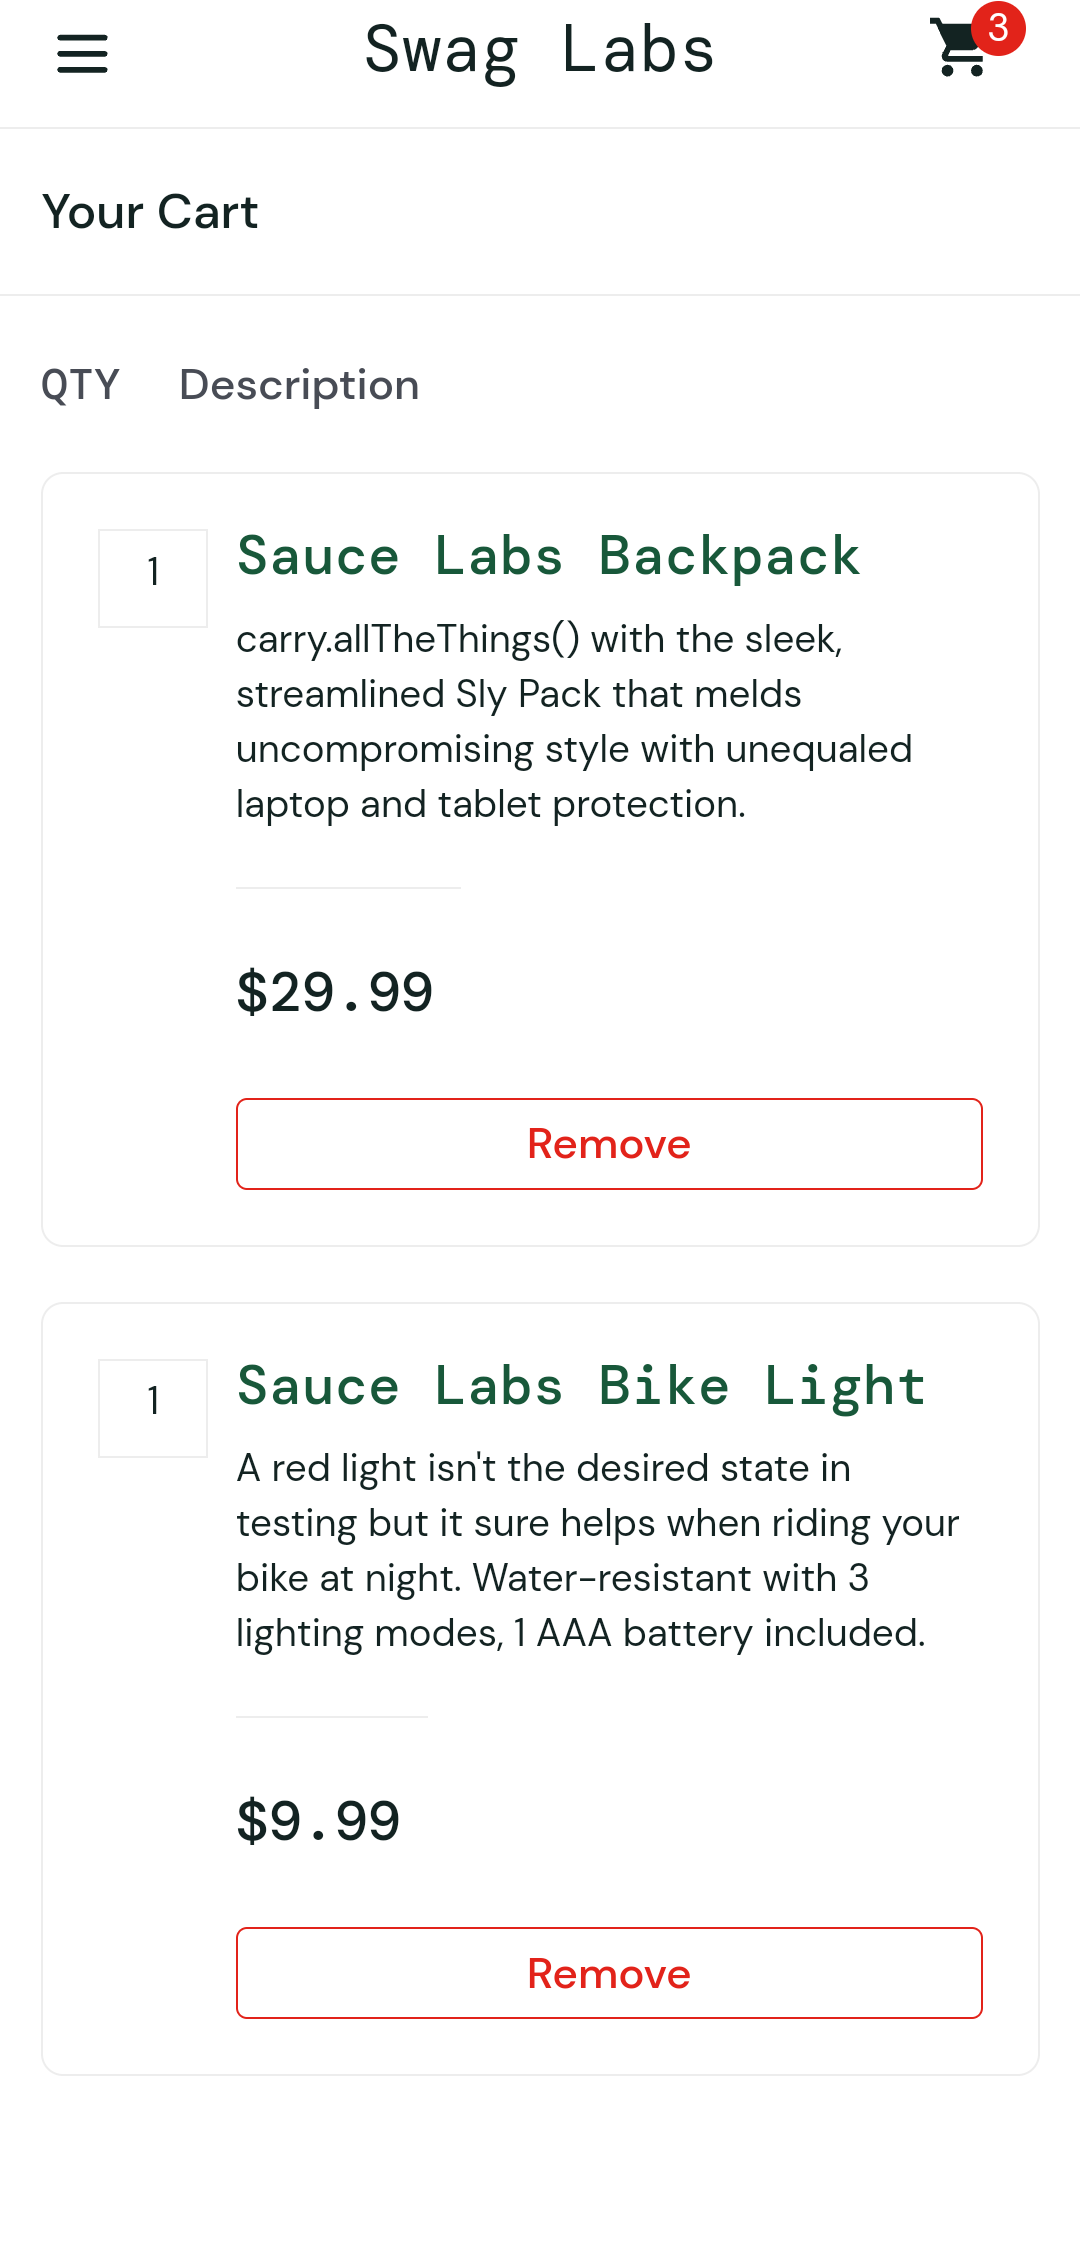 Swag Labs
3
Your Cart
QTY Description
1
Sauce Labs Backpack
carry.allTheThings() with the sleek,
streamlined Sly Pack that melds
uncompromising style with unequaled
laptop and tablet protection.
$29.99
Remove
1
Sauce Labs Bike Light
A red light isn't the desired state in
testing but it sure helps when riding your
bike at night. Water-resistant with 3
lighting modes, 1 AAA battery included.
$9.99
Remove